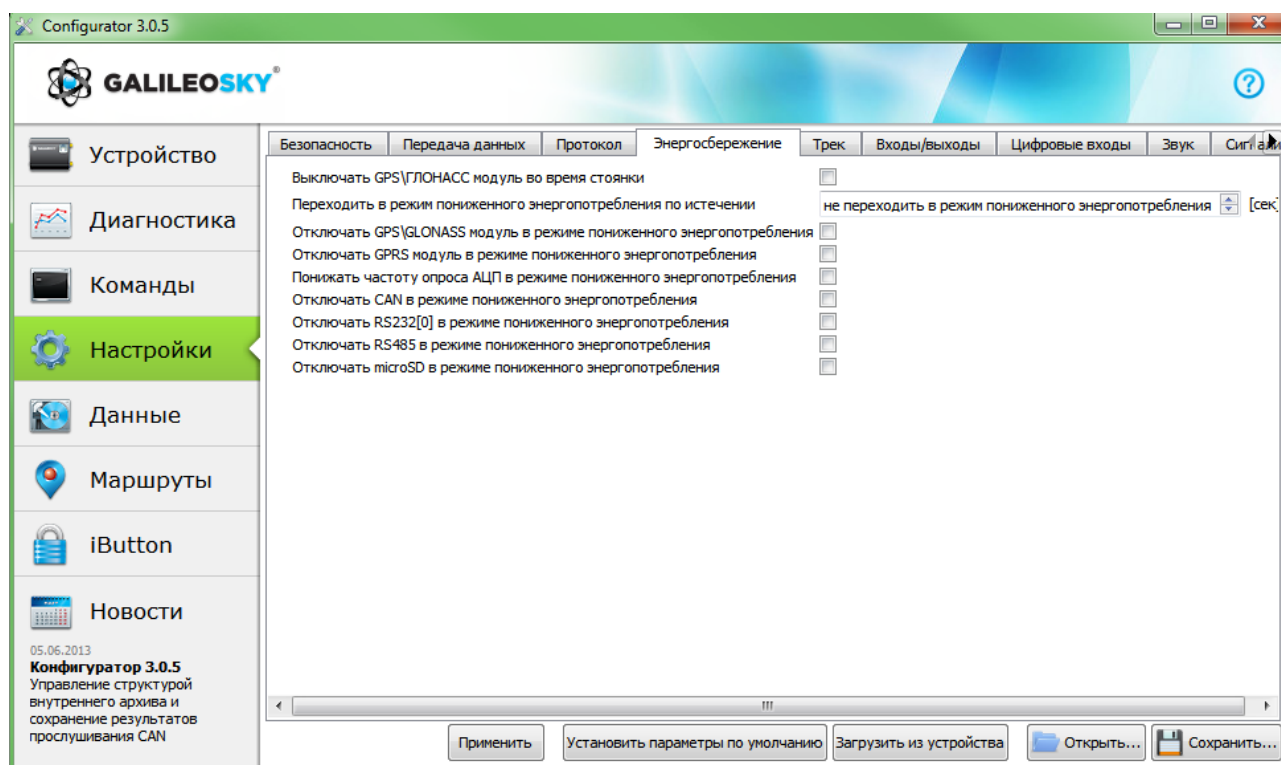 Configurator 3.0.5
GALILEOSKY®
Устройство
Диагностика
Команды
Настройки
Данные
Маршруты
iButton
Новости
05.06.2013
Конфигуратор 3.0.5
Управление структурой
внутреннего архива и
сохранение результатов
прослушивания CAN
Безопасность Передача данных Протокол Энергосбережение Трек Входы/выходы Цифровые входы Звук
Выключать GPS\ГЛОНАСС модуль во время стоянки
Переходить в режим пониженного энергопотребления по истечении не переходить в режим пониженного энергопотребления [сек]
Отключать GPS\GLONASS модуль в режиме пониженного энергопотребления
Отключать GPRS модуль в режиме пониженного энергопотребления
Понижать частоту опроса АЦП в режиме пониженного энергопотребления
Отключать CAN в режиме пониженного энергопотребления
Отключать RS232[0] в режиме пониженного энергопотребления
Отключать RS485 в режиме пониженного энергопотребления
Отключать microSD в режиме пониженного энергопотребления
Применить Установить параметры по умолчанию Загрузить из устройства Открыть... Сохранить...